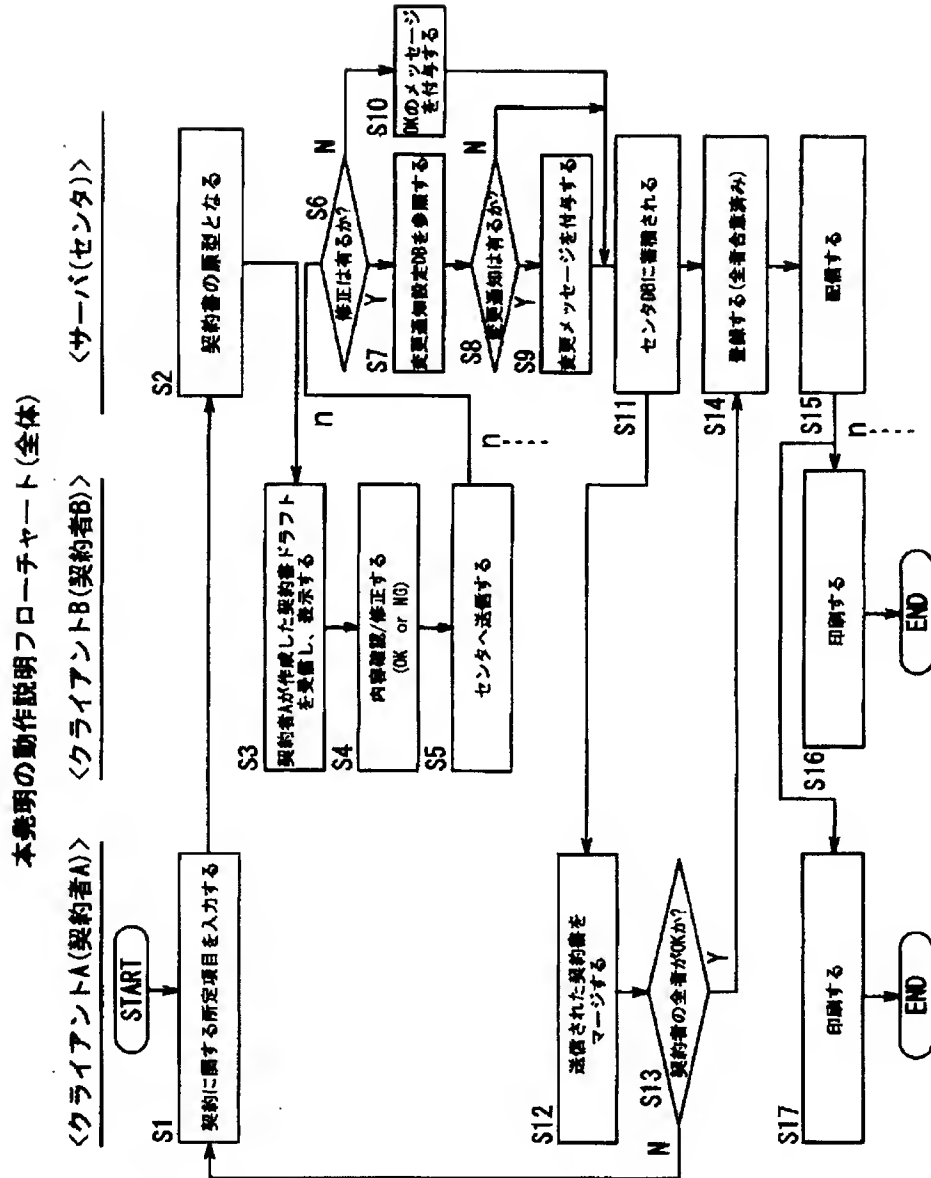 本発明の動作説明フローチャート(全体)
<クライアントA(契約者A)>
<クライアントB(契約者B)>
<サーバ(センタ)>
START
S1
契約に関する所定項目を入力する
S2
契約書の原型となる
S3
契約者Aが作成した契約書ドラフト
を受信し、表示する
S4
内容確認/修正する
(OK or NG)
S5
センタへ送信する
n
n
S6
修正は有るか?
N
Y
S10
OKのメッセージ
を付与する
S7
変更通知設定DBを参照する
S8
変更通知は有るか?
N
Y
S9
変更メッセージを付与する
S11
センタDBに蓄積される
S12
送信された契約書を
マージする
S13
契約者の全者がOKか?
N
Y
S14
登録する(全者合意済み)
S15
配信する
n
S16
印刷する
END
S17
印刷する
END